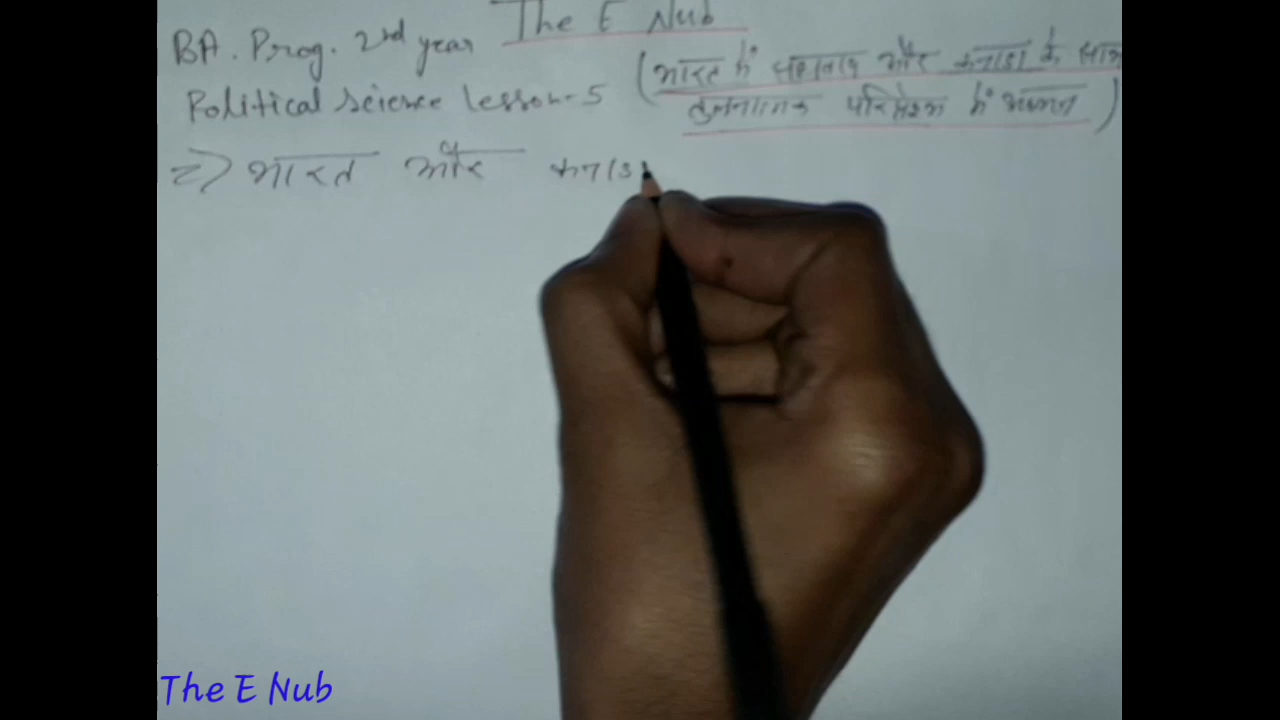 The E Nub
BA. Prog. 2nd year
Political science lesson-5 (भारत में संघवाद और कनाडा के साथ
तुलनात्मक परिप्रेक्ष्य में अध्ययन)
=> भारत और कनाड
The E Nub